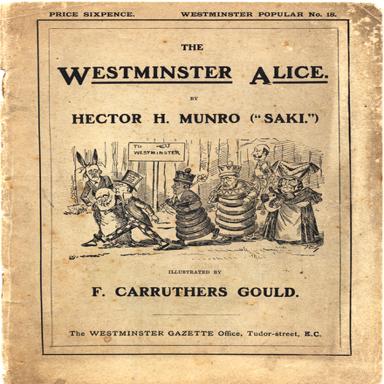 PRICE SIXPENCE. WESTMINSTER POPULAR No. 18.
THE
WESTMINSTER ALICE.
BY
HECTOR H. MUNRO ("SAKI.")
TO
WESTMINSTER
ILLUSTRATED BY
F. CARRUTHERS GOULD.
The WESTMINSTER GAZETTE Office, Tudor-street, E.C.